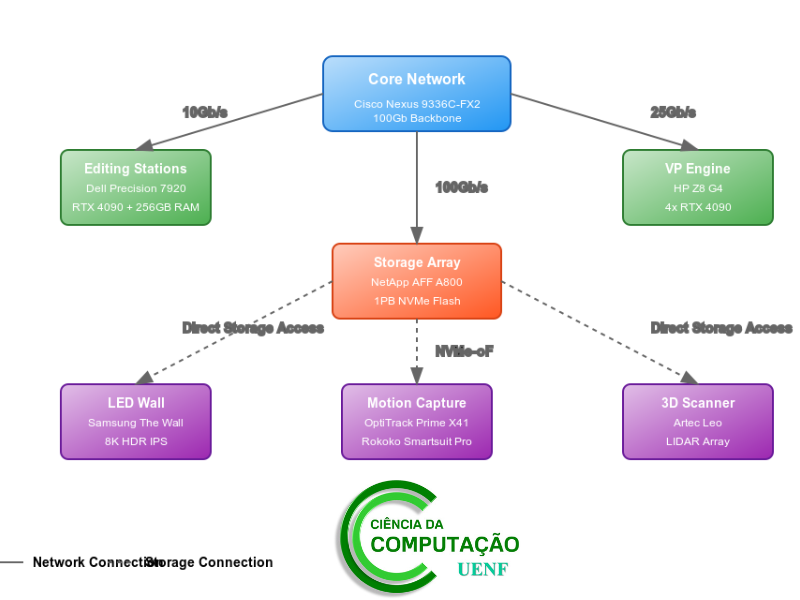 Core Network
Cisco Nexus 9336C-FX2
100Gb Backbone
10Gb/s
25Gb/s
Editing Stations
Dell Precision 7920
RTX 4090 + 256GB RAM
VP Engine
HP Z8 G4
4x RTX 4090
100Gb/s
Storage Array
NetApp AFF A800
1PB NVMe Flash
Direct Storage Access
Direct Storage Access
NVMe-oF
LED Wall
Samsung The Wall
8K HDR IPS
Motion Capture
OptiTrack Prime X41
Rokoko Smartsuit Pro
3D Scanner
Artec Leo
LIDAR Array
CIÊNCIA DA
COMPUTAÇÃO
UENF
Network Connection
Storage Connection